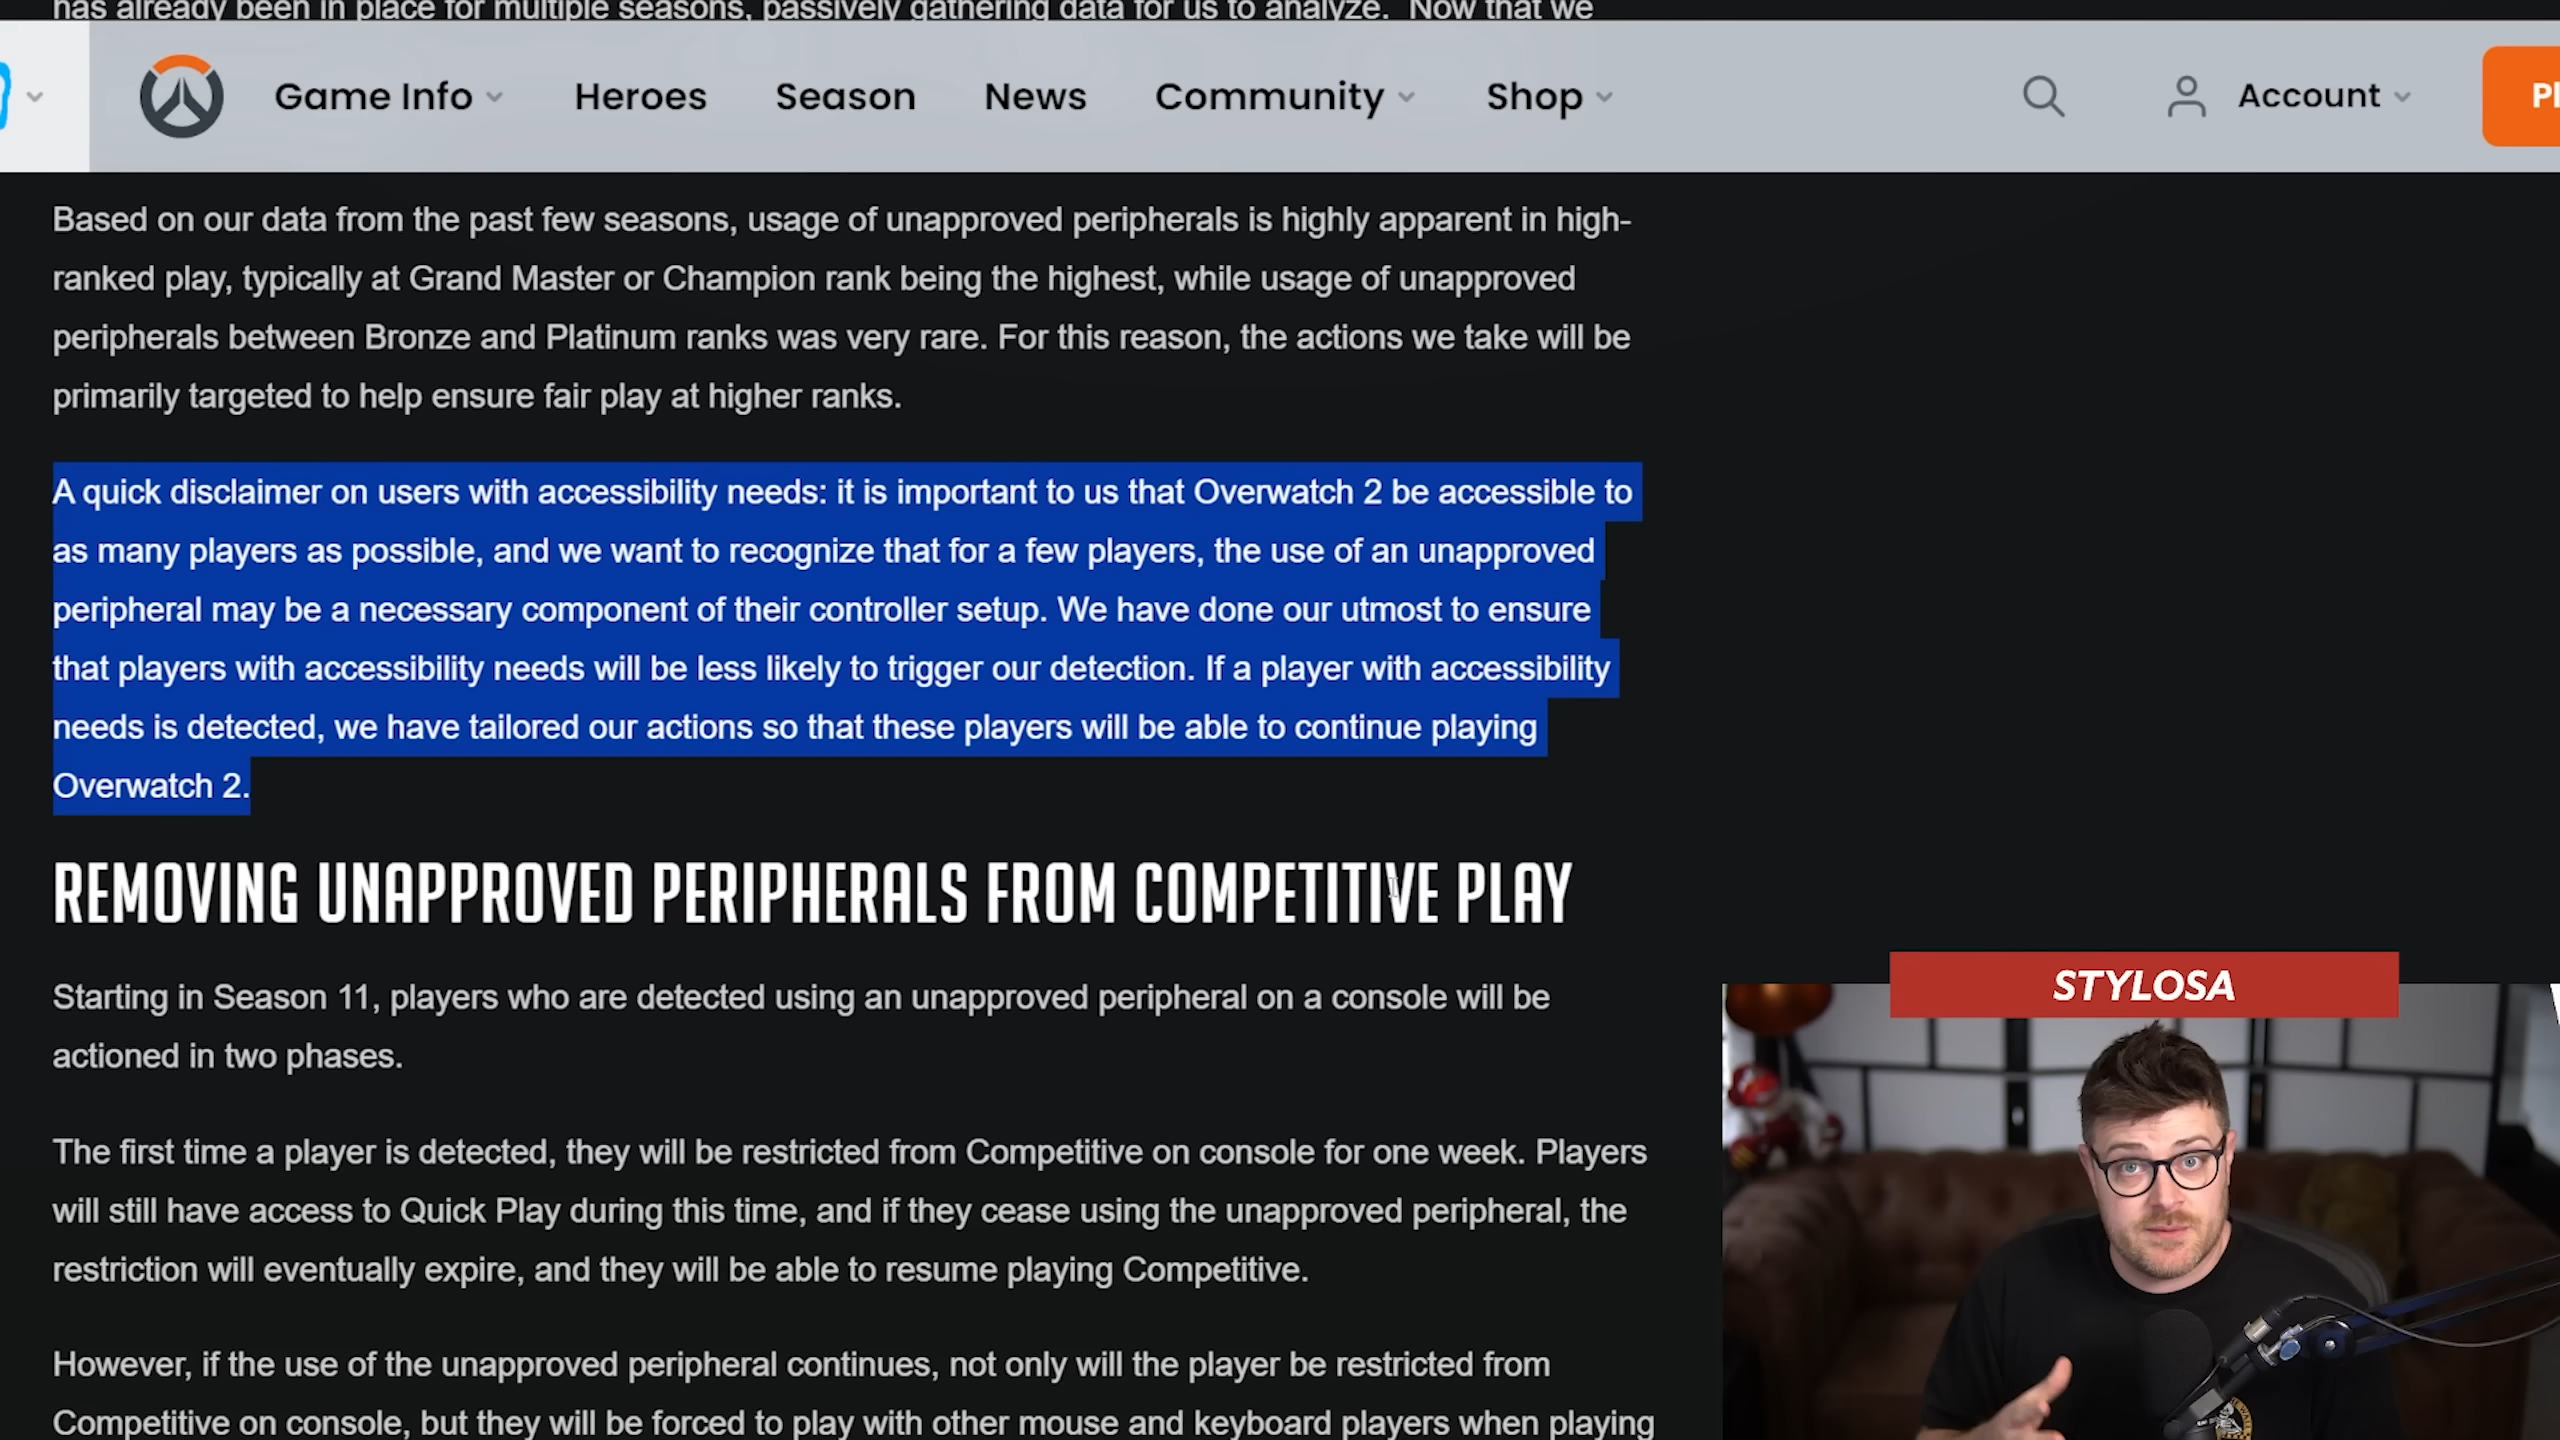 has already been in place for multiple seasons, passively gathering data for us to analyze. Now that we
Game Info
Heroes
Season
News
Community
Shop
Account
Based on our data from the past few seasons, usage of unapproved peripherals is highly apparent in high-
ranked play, typically at Grand Master or Champion rank being the highest, while usage of unapproved
peripherals between Bronze and Platinum ranks was very rare. For this reason, the actions we take will be
primarily targeted to help ensure fair play at higher ranks.
A quick disclaimer on users with accessibility needs: it is important to us that Overwatch 2 be accessible to
as many players as possible, and we want to recognize that for a few players, the use of an unapproved
peripheral may be a necessary component of their controller setup. We have done our utmost to ensure
that players with accessibility needs will be less likely to trigger our detection. If a player with accessibility
needs is detected, we have tailored our actions so that these players will be able to continue playing
Overwatch 2.
REMOVING UNAPPROVED PERIPHERALS FROM COMPETITIVE PLAY
Starting in Season 11, players who are detected using an unapproved peripheral on a console will be
actioned in two phases.
The first time a player is detected, they will be restricted from Competitive on console for one week. Players
will still have access to Quick Play during this time, and if they cease using the unapproved peripheral, the
restriction will eventually expire, and they will be able to resume playing Competitive.
However, if the use of the unapproved peripheral continues, not only will the player be restricted from
Competitive on console, but they will be forced to play with other mouse and keyboard players when playing
STYLOSA